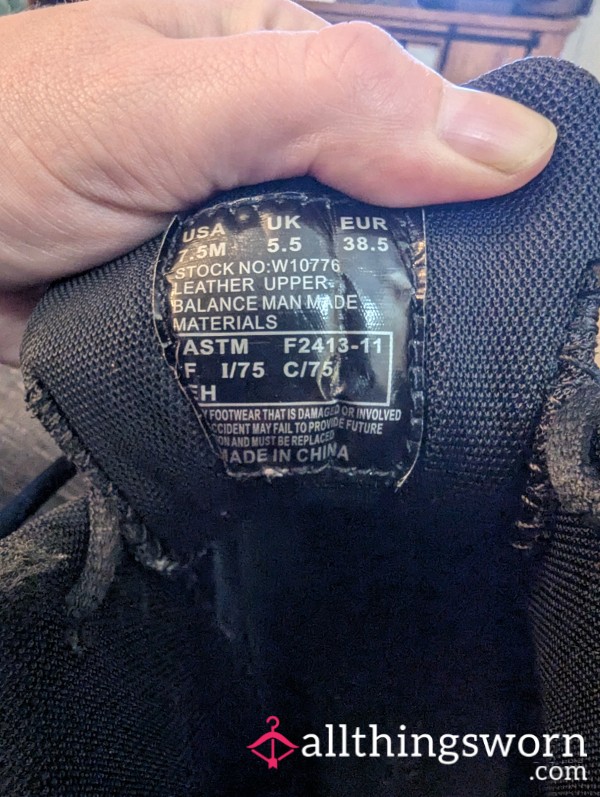 USA UK EUR
7.5M 5.5 38.5
STOCK NO:W10776
LEATHER UPPER-
BALANCE MAN MADE
MATERIALS
ASTM F2413-11
F I/75 C/75/
EH
FOOTWEAR THAT IS DAMAGED OR INVOLVED
CCIDENT MAY FAIL TO PROVIDE FUTURE
ON AND MUST BE REPLACED
MADE IN CHINA
allthingsworn
.com